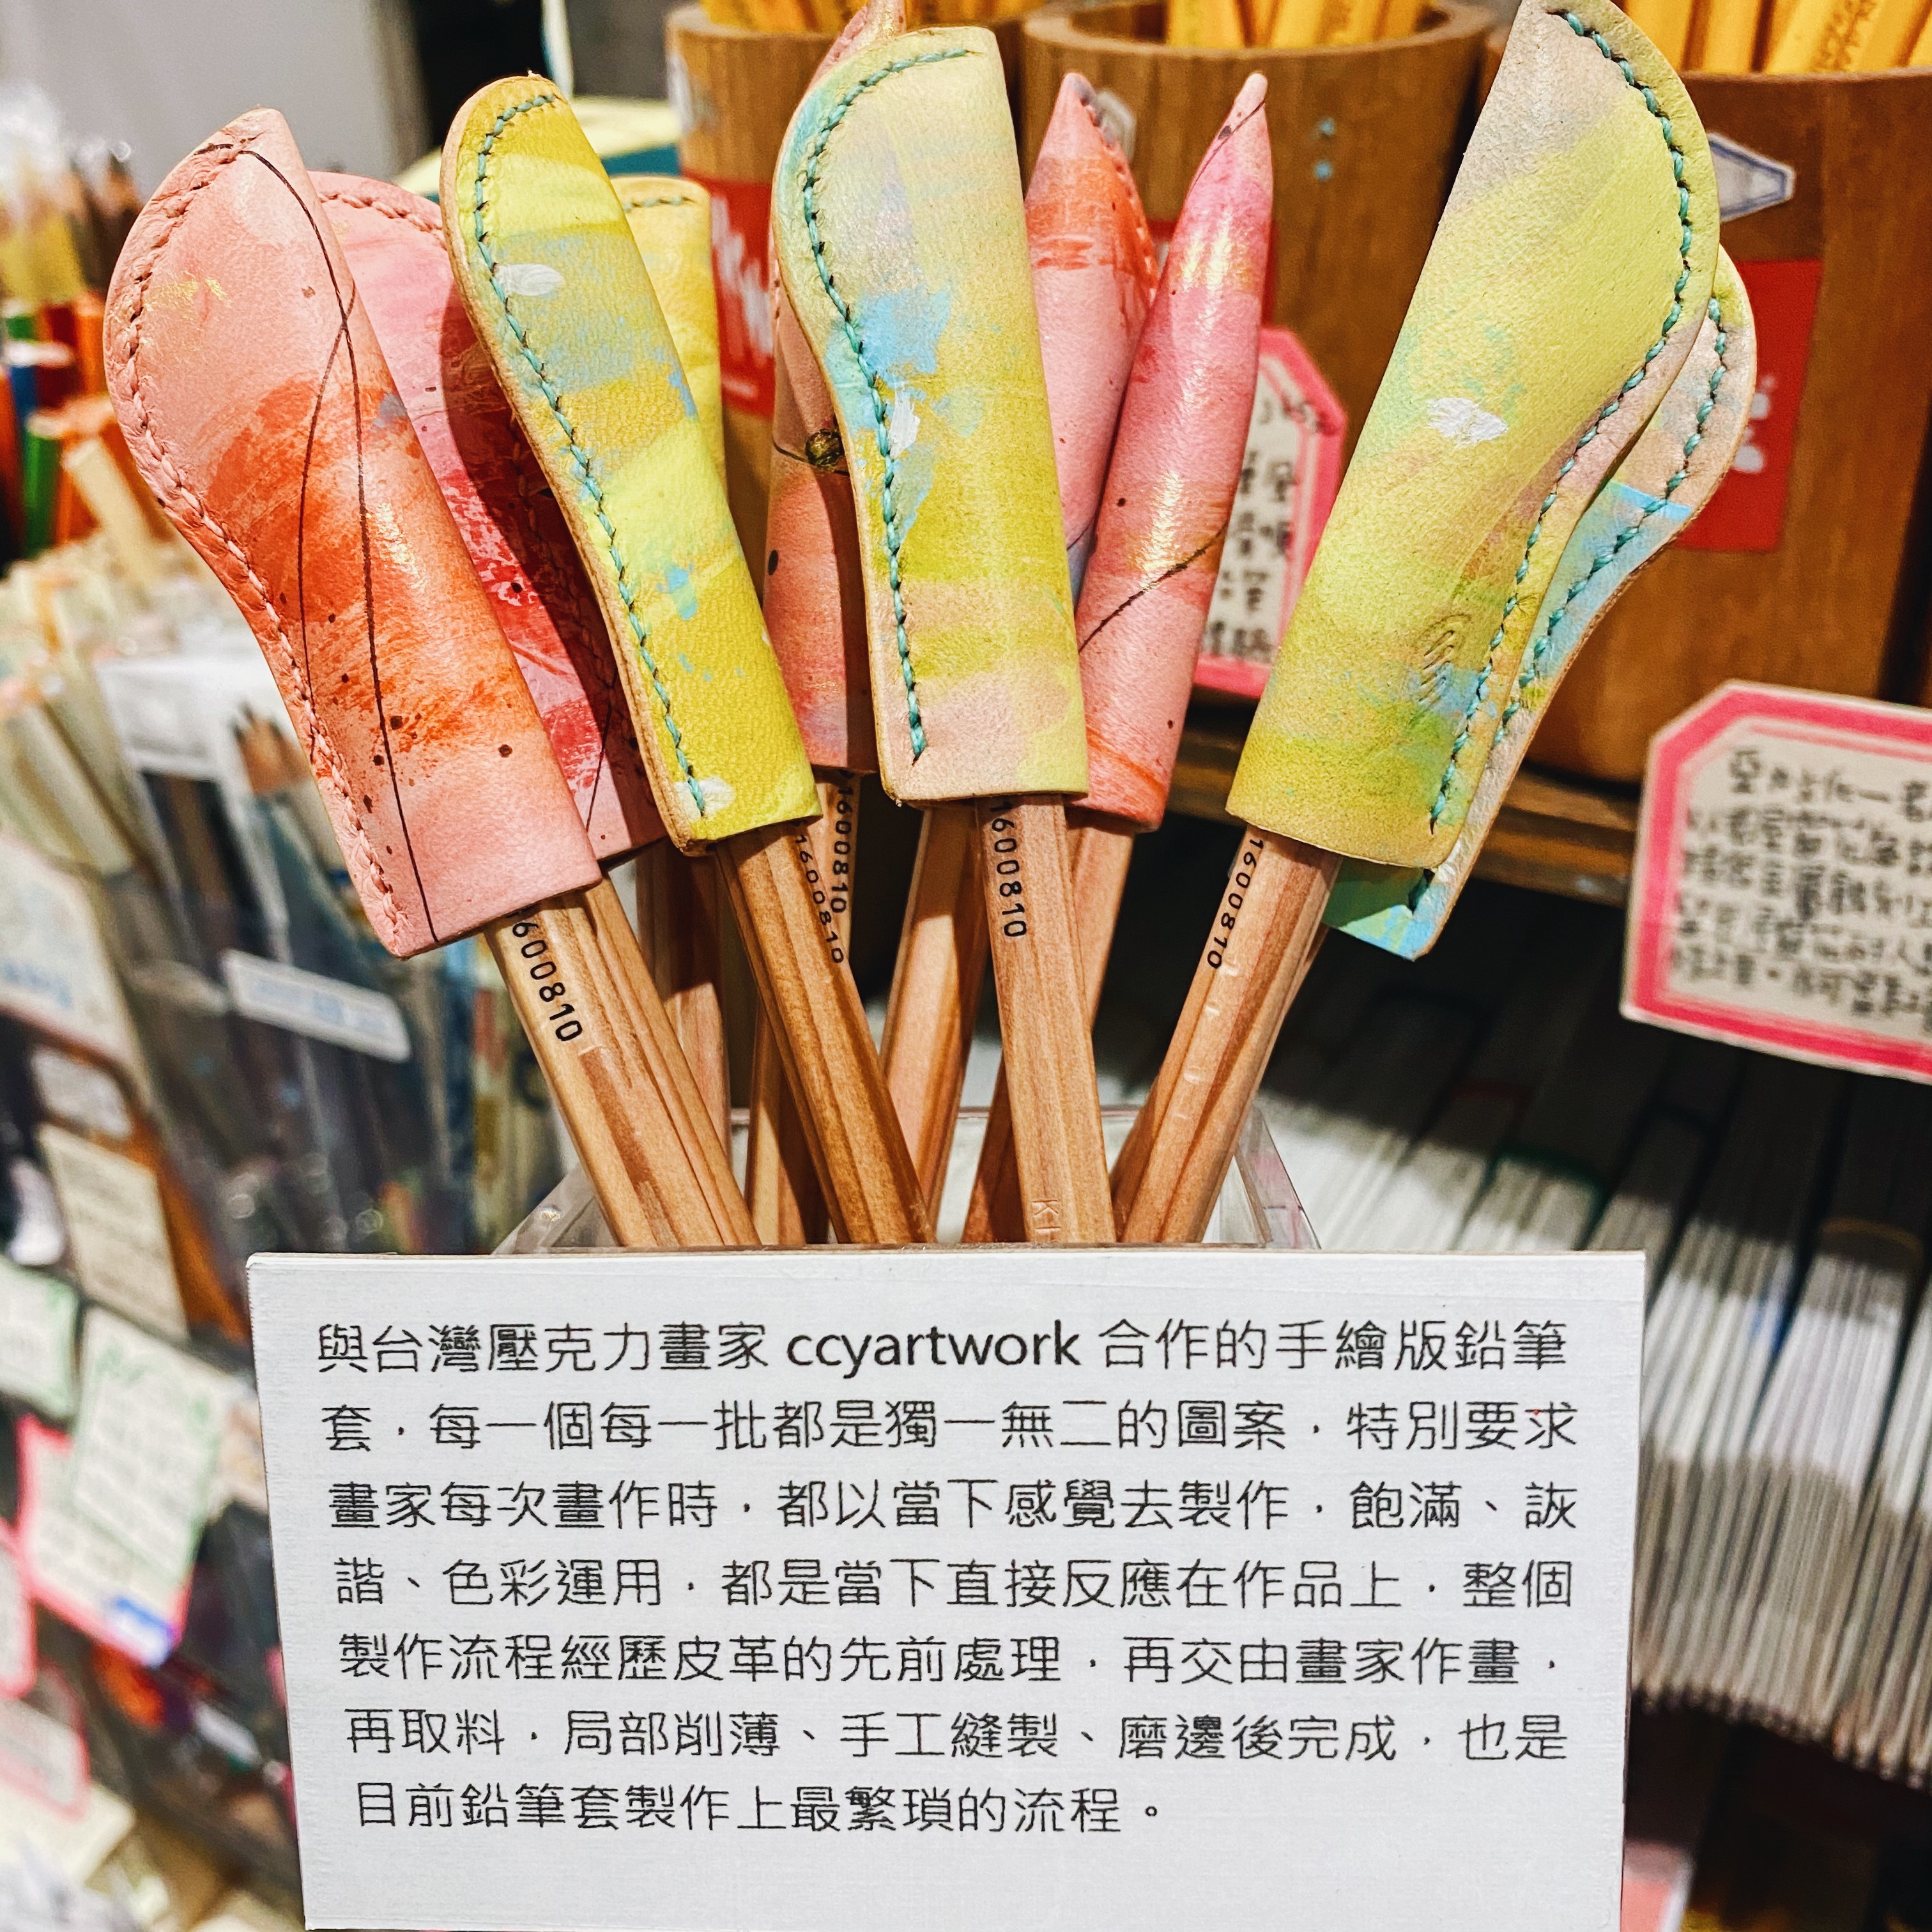 1600810
1600810
1600810
1600810
1600810
與台灣壓克力畫家 ccyartwork 合作的手繪版鉛筆
套，每一個每一批都是獨一無二的圖案，特別要求
畫家每次畫作時，都以當下感覺去製作，飽滿、詼
諧、色彩運用，都是當下直接反應在作品上，整個
製作流程經歷皮革的先前處理，再交由畫家作畫，
再取料，局部削薄、手工縫製、磨邊後完成，也是
目前鉛筆套製作上最繁瑣的流程。